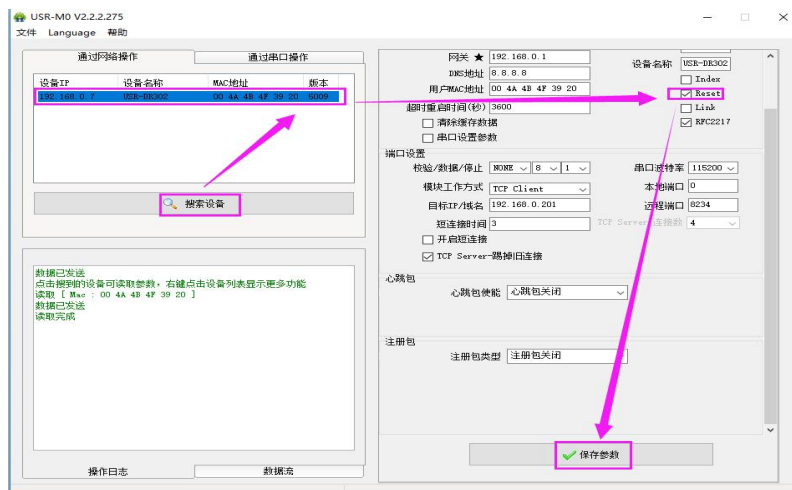 USR-M0 V2.2.2.275
文件 Language 帮助
通过网络操作 通过串口操作
设备IP 设备名称 MAC地址 版本
192.168.0.7 USR-DR302 00 4A 4B 4F 39 20 5009
搜索设备
数据已发送
点击搜到的设备可读取参数，右键点击设备列表显示更多功能
读取 [ Mac : 00 4A 4B 4F 39 20 ]
数据已发送
读取完成
操作日志 数据流
网关 ★ 192.168.0.1
DNS地址 8.8.8.8
用户MAC地址 00 4A 4B 4F 39 20
超时重启时间(秒) 3600
清除缓存数据
串口设置参数
设备名称 USR-DR302
Index
Reset
Link
RFC2217
端口设置
校验/数据/停止 NONE 8 1 串口波特率 115200
模块工作方式 TCP Client 本地端口 0
目标IP/域名 192.168.0.201 远程端口 8234
短连接时间 3 TCP Server-连接数 4
开启短连接
TCP Server-踢掉旧连接
心跳包
心跳包使能 心跳包关闭
注册包
注册包类型 注册包关闭
保存参数